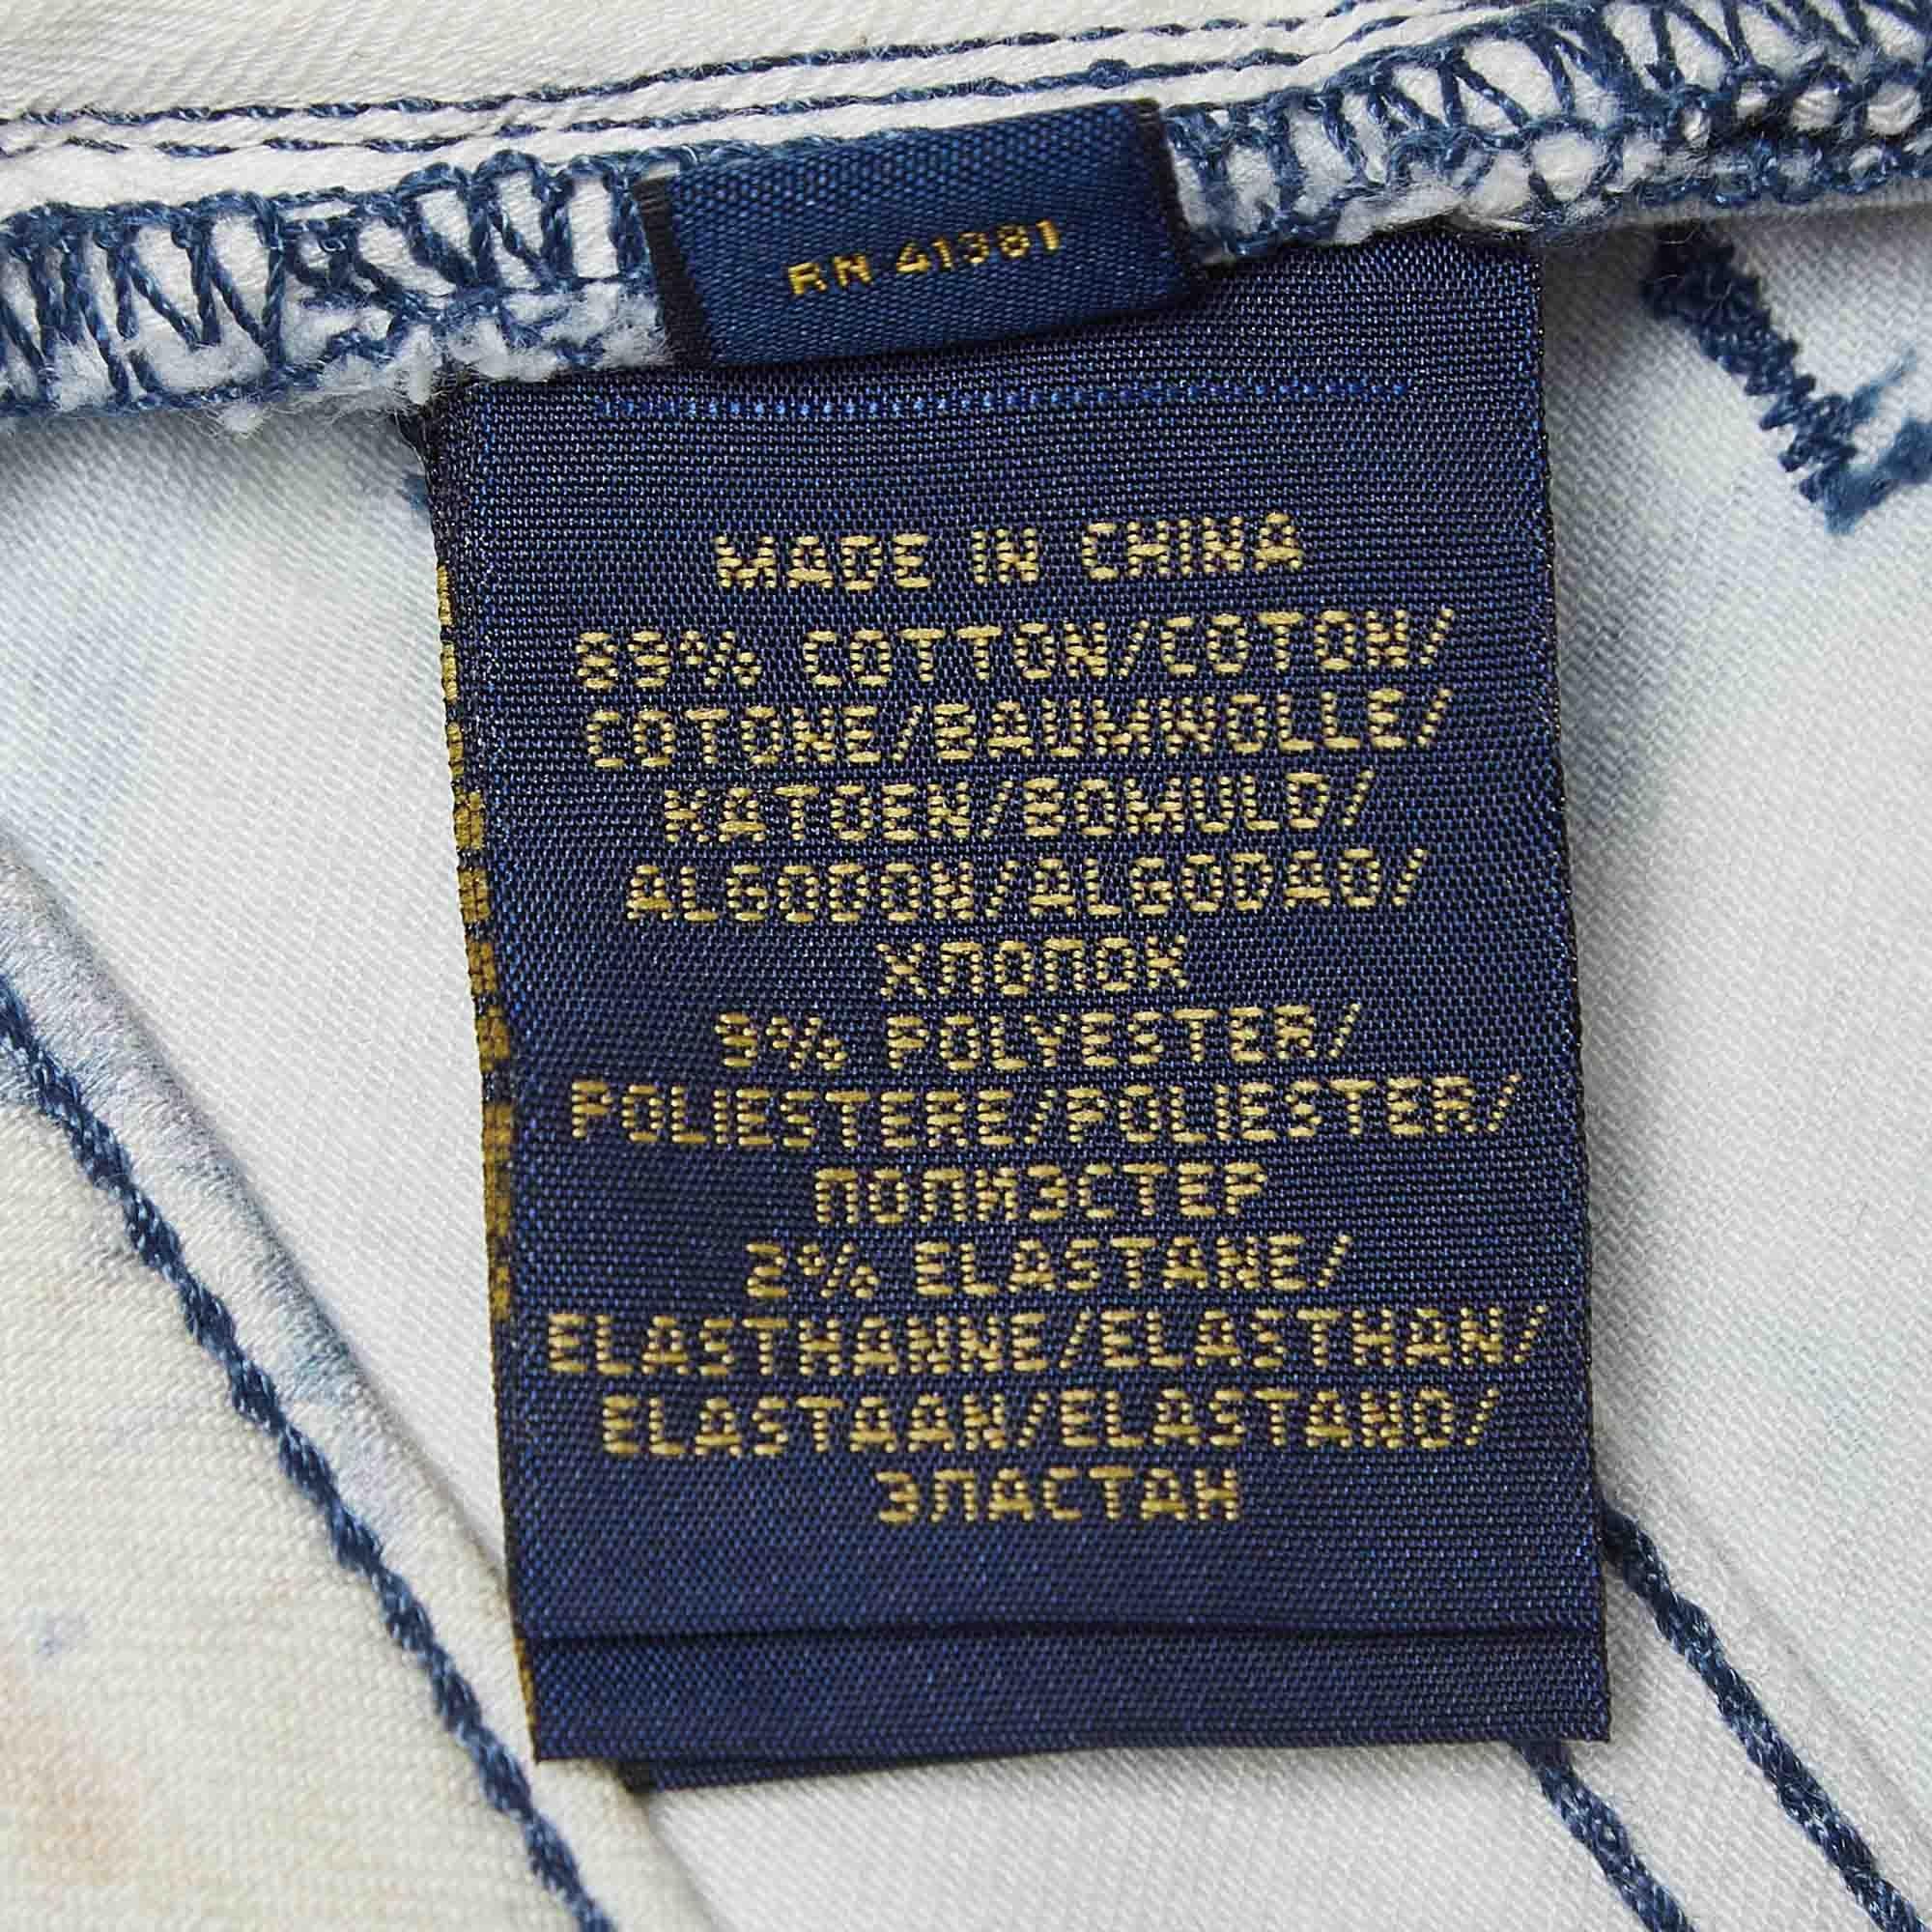 RN 41381
MADE IN CHINA
89% COTTON/COTON/
COTONE/BAUMWOLLE/
KATOEN/BOMULD/
ALGODON/ALGODAO/
ХЛОПОК
9% POLYESTER/
POLIESTERE/POLIESTER/
ПОЛИЭСТЕР
2% ELASTANE/
ELASTHANNE/ELASTHAN/
ELASTAAN/ELASTANO/
ЭЛАСТАН